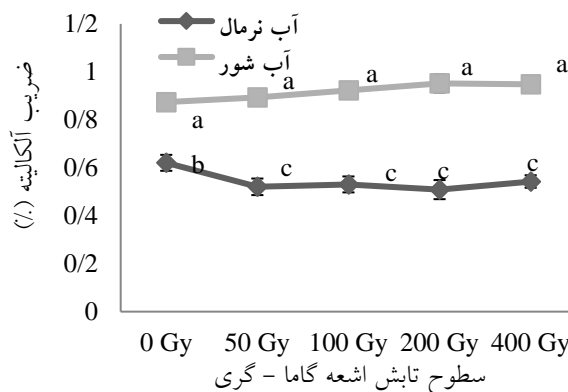 آب نرمال
آب شور
1/2
1
0/8
0/6
0/4
0/2
0
ضریب آلکالیته (٪)
a a a a a
b c c c c
0 Gy 50 Gy 100 Gy 200 Gy 400 Gy
سطوح تابش اشعه گاما – گری